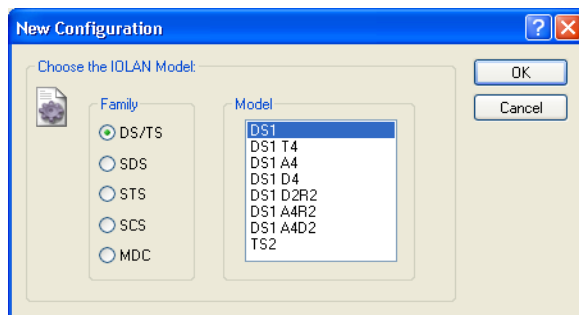 New Configuration
Choose the IOLAN Model:
OK
Cancel
Family
DS/TS
SDS
STS
SCS
MDC
Model
DS1
DS1 T4
DS1 A4
DS1 D4
DS1 D2R2
DS1 A4R2
DS1 A4D2
TS2